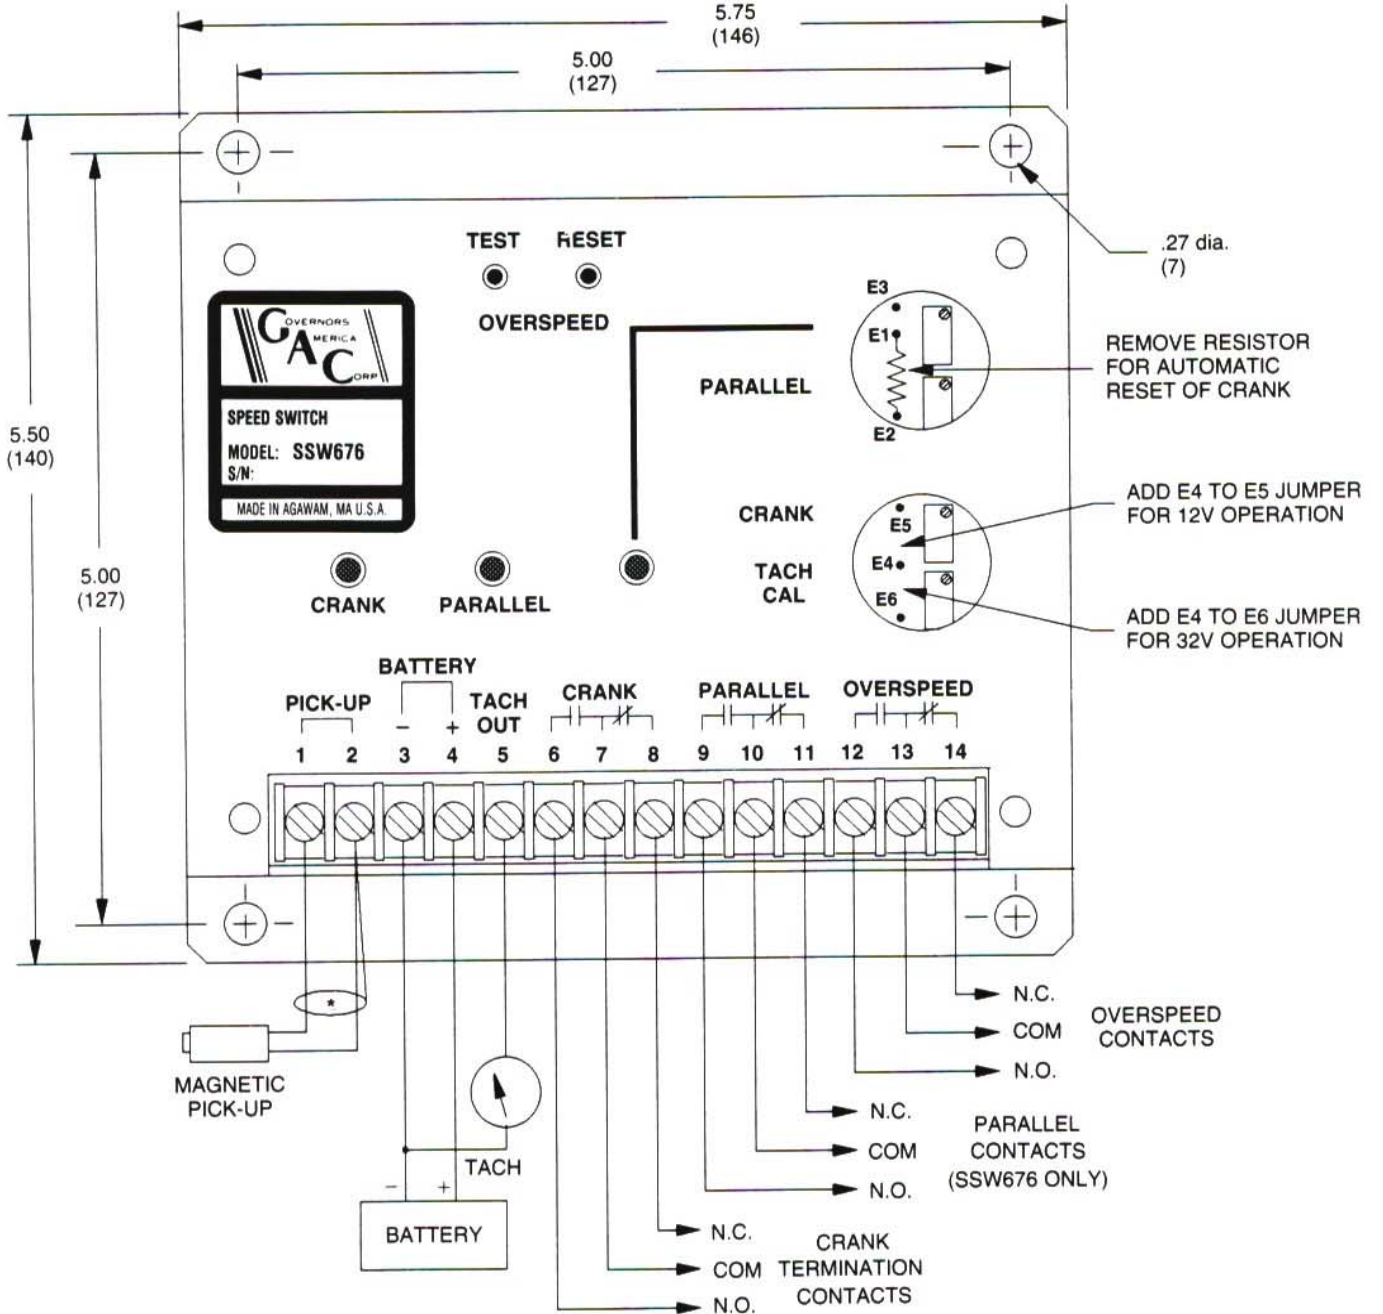 5.75
(146)
5.00
(127)
.27 dia.
(7)
5.50
(140)
5.00
(127)
TEST RESET
OVERSPEED
GOVERNORS
AMERICA
CORP
SPEED SWITCH
MODEL: SSW676
S/N:
MADE IN AGAWAM, MA U.S.A.
E3
E1
E2
PARALLEL
REMOVE RESISTOR
FOR AUTOMATIC
RESET OF CRANK
CRANK
TACH
CAL
E5
E4
E6
ADD E4 TO E5 JUMPER
FOR 12V OPERATION
ADD E4 TO E6 JUMPER
FOR 32V OPERATION
CRANK
PARALLEL
PICK-UP
BATTERY
- +
TACH
OUT
CRANK
PARALLEL
OVERSPEED
1 2 3 4 5 6 7 8 9 10 11 12 13 14
*
MAGNETIC
PICK-UP
TACH
- +
BATTERY
N.C.
COM
N.O.
OVERSPEED
CONTACTS
N.C.
COM
N.O.
PARALLEL
CONTACTS
(SSW676 ONLY)
N.C.
COM
N.O.
CRANK
TERMINATION
CONTACTS